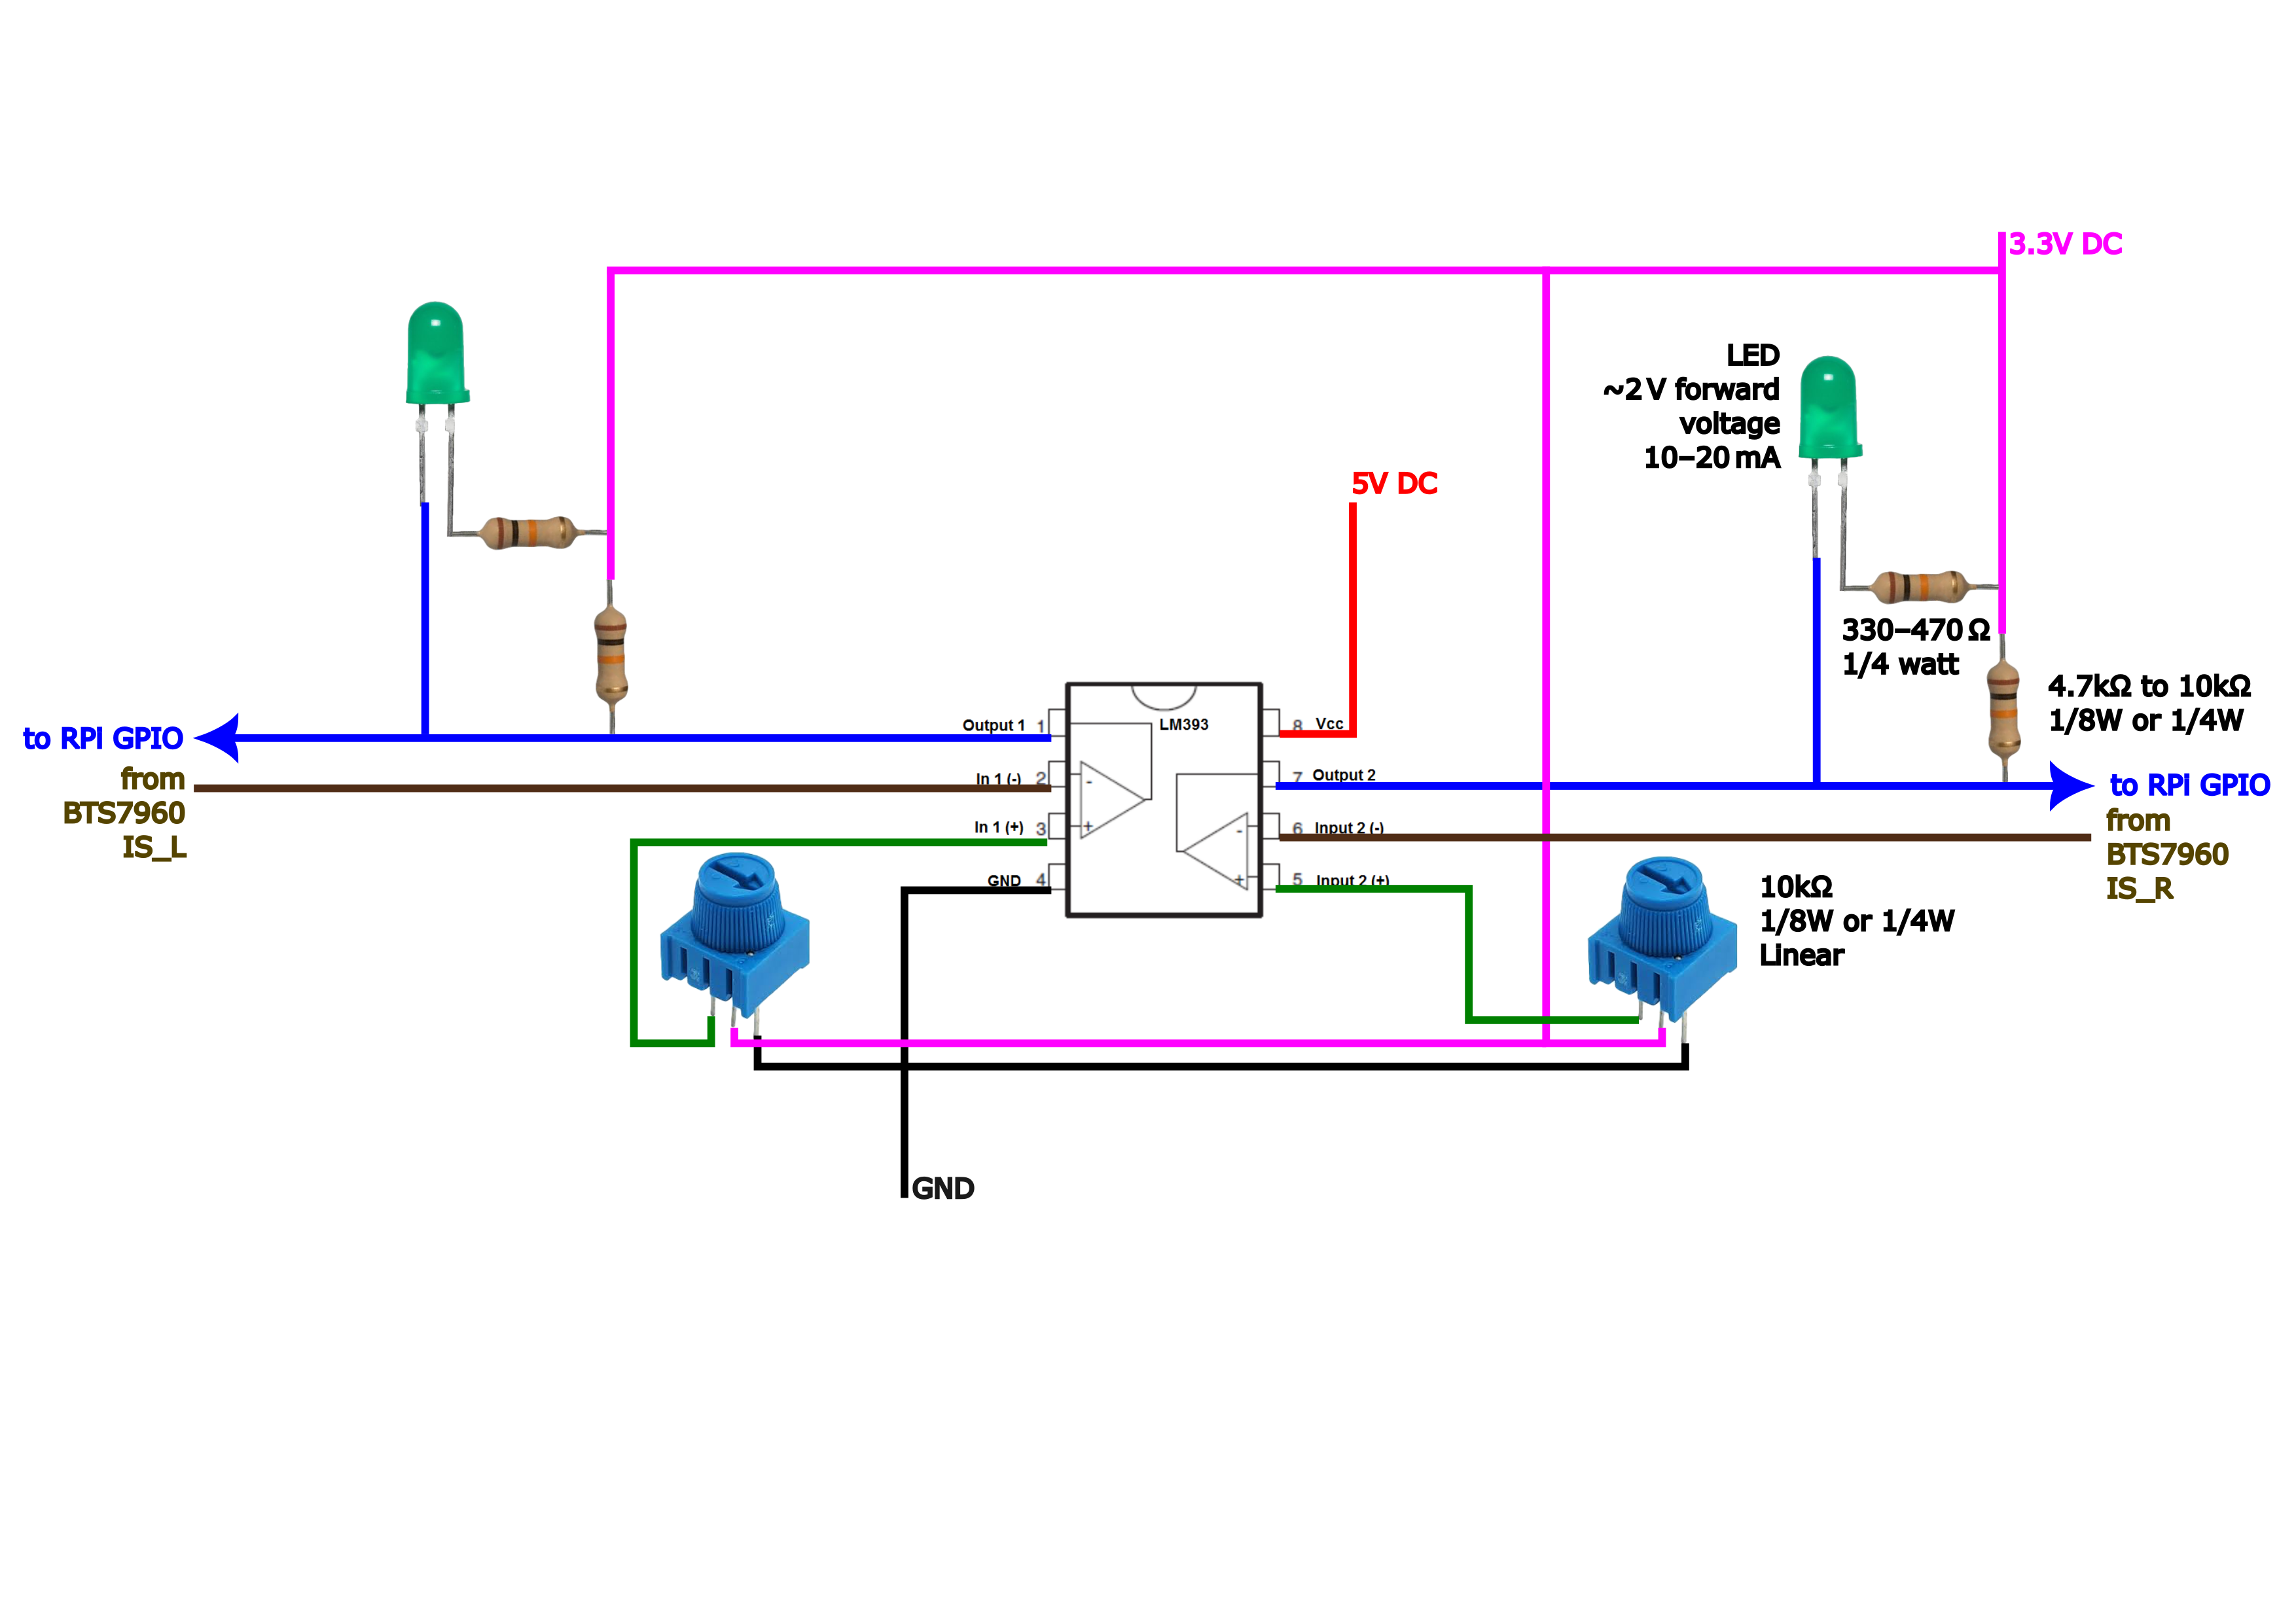 3.3V DC
LED
~2 V forward
voltage
10–20 mA
5V DC
330–470 Ω
1/4 watt
4.7kΩ to 10kΩ
1/8W or 1/4W
to RPi GPIO
Output 1 1
LM393
8 Vcc
from
BTS7960
IS_L
In 1 (-) 2
-
7 Output 2
to RPi GPIO
In 1 (+) 3
+
-
6 Input 2 (-)
from
BTS7960
IS_R
GND 4
+
5 Input 2 (+)
10kΩ
1/8W or 1/4W
Linear
GND